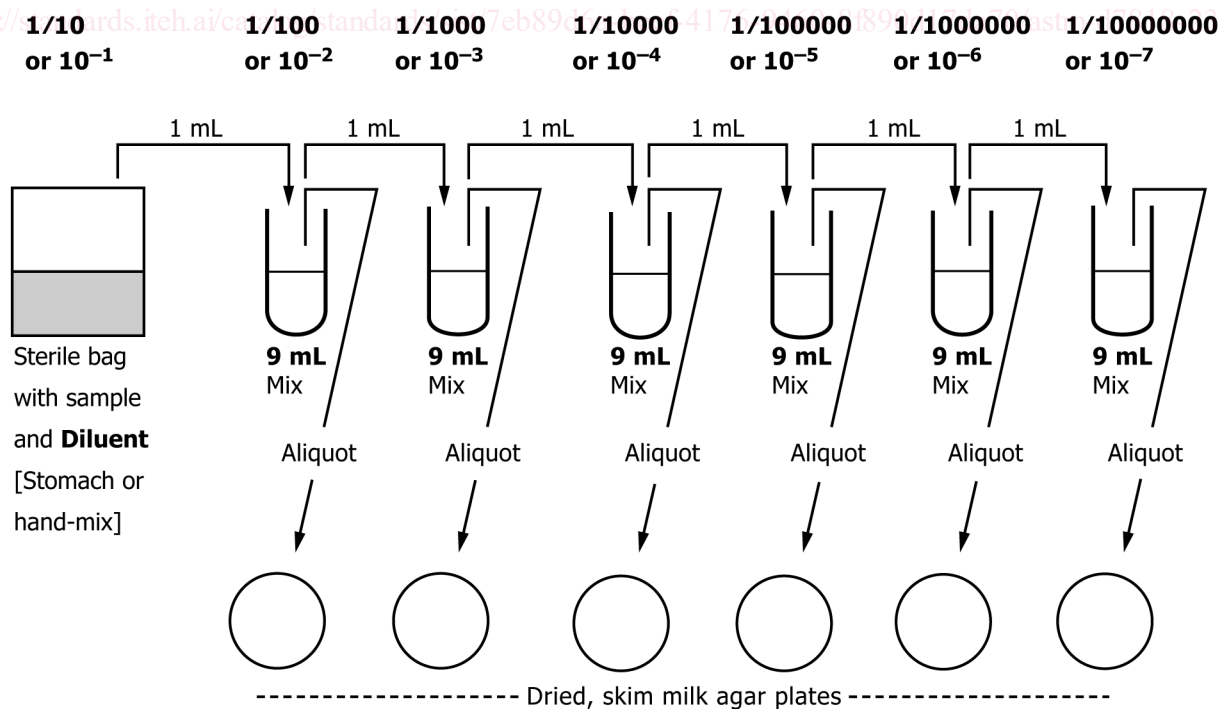 1/10 1/100 1/1000 1/10000 1/100000 1/1000000 1/10000000
or 10⁻¹ or 10⁻² or 10⁻³ or 10⁻⁴ or 10⁻⁵ or 10⁻⁶ or 10⁻⁷
1 mL 1 mL 1 mL 1 mL 1 mL 1 mL
Sterile bag
with sample
and Diluent
[Stomach or
hand-mix]
9 mL 9 mL 9 mL 9 mL 9 mL 9 mL
Mix Mix Mix Mix Mix Mix
Aliquot Aliquot Aliquot Aliquot Aliquot Aliquot
Dried, skim milk agar plates